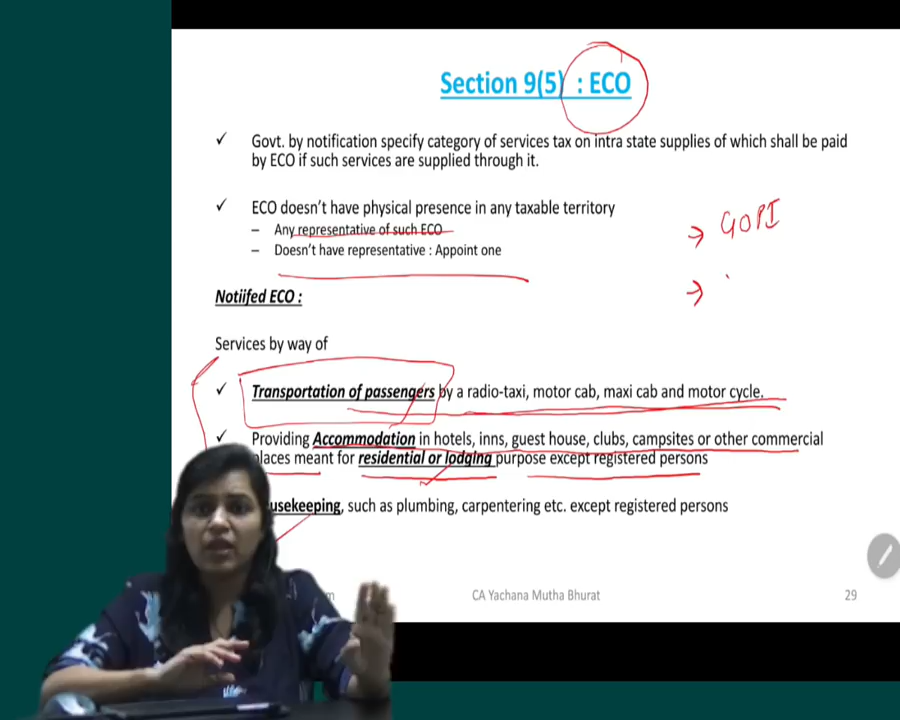 Section 9(5) : ECO
✓ Govt. by notification specify category of services tax on intra state supplies of which shall be paid
by ECO if such services are supplied through it.
✓ ECO doesn't have physical presence in any taxable territory
– Any representative of such ECO
– Doesn't have representative : Appoint one
→ GOPI
→
Notiifed ECO :
Services by way of
✓ Transportation of passengers by a radio-taxi, motor cab, maxi cab and motor cycle.
✓ Providing Accommodation in hotels, inns, guest house, clubs, campsites or other commercial
laces meant for residential or lodging purpose except registered persons
usekeeping, such as plumbing, carpentering etc. except registered persons
CA Yachana Mutha Bhurat
29